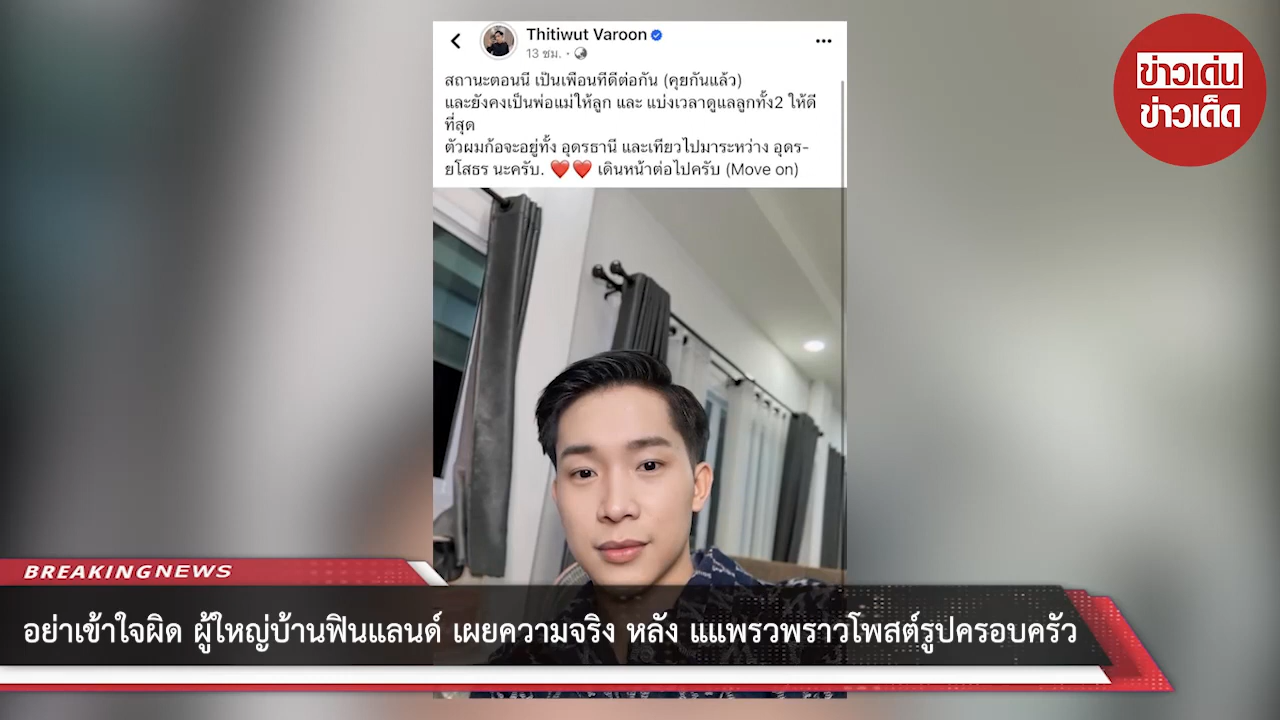 Thitiwut Varoon
13 ชม. ·
สถานะตอนนี้ เป็นเพื่อนที่ดีต่อกัน (คุยกันแล้ว)
และยังคงเป็นพ่อแม่ให้ลูก และ แบ่งเวลาดูแลลูกทั้ง2 ให้ดี
ที่สุด
ตัวผมก้อจะอยู่ทั้ง อุดรธานี และเทียวไปมาระหว่าง อุดร-
ยโสธร นะครับ. ❤️❤️ เดินหน้าต่อไปครับ (Move on)
ข่าวเด่น
ข่าวเด็ด
BREAKINGNEWS
อย่าเข้าใจผิด ผู้ใหญ่บ้านฟินแลนด์ เผยความจริง หลัง แแพรวพราวโพสต์รูปครอบครัว